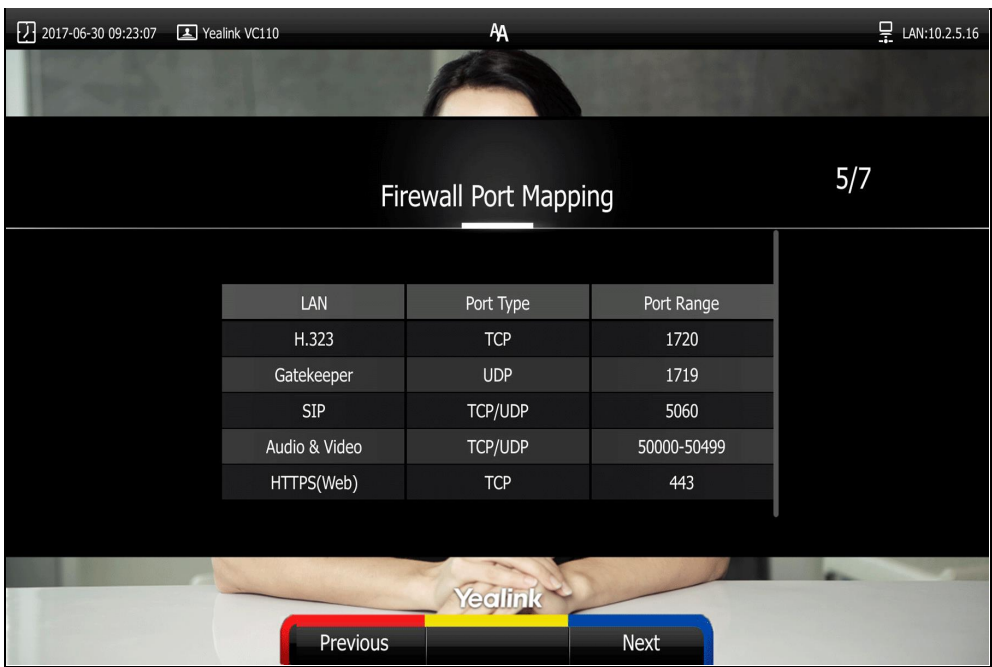 2017-06-30 09:23:07 Yealink VC110 AA LAN:10.2.5.16
Firewall Port Mapping 5/7
LAN Port Type Port Range
H.323 TCP 1720
Gatekeeper UDP 1719
SIP TCP/UDP 5060
Audio & Video TCP/UDP 50000-50499
HTTPS(Web) TCP 443
Yealink
Previous Next